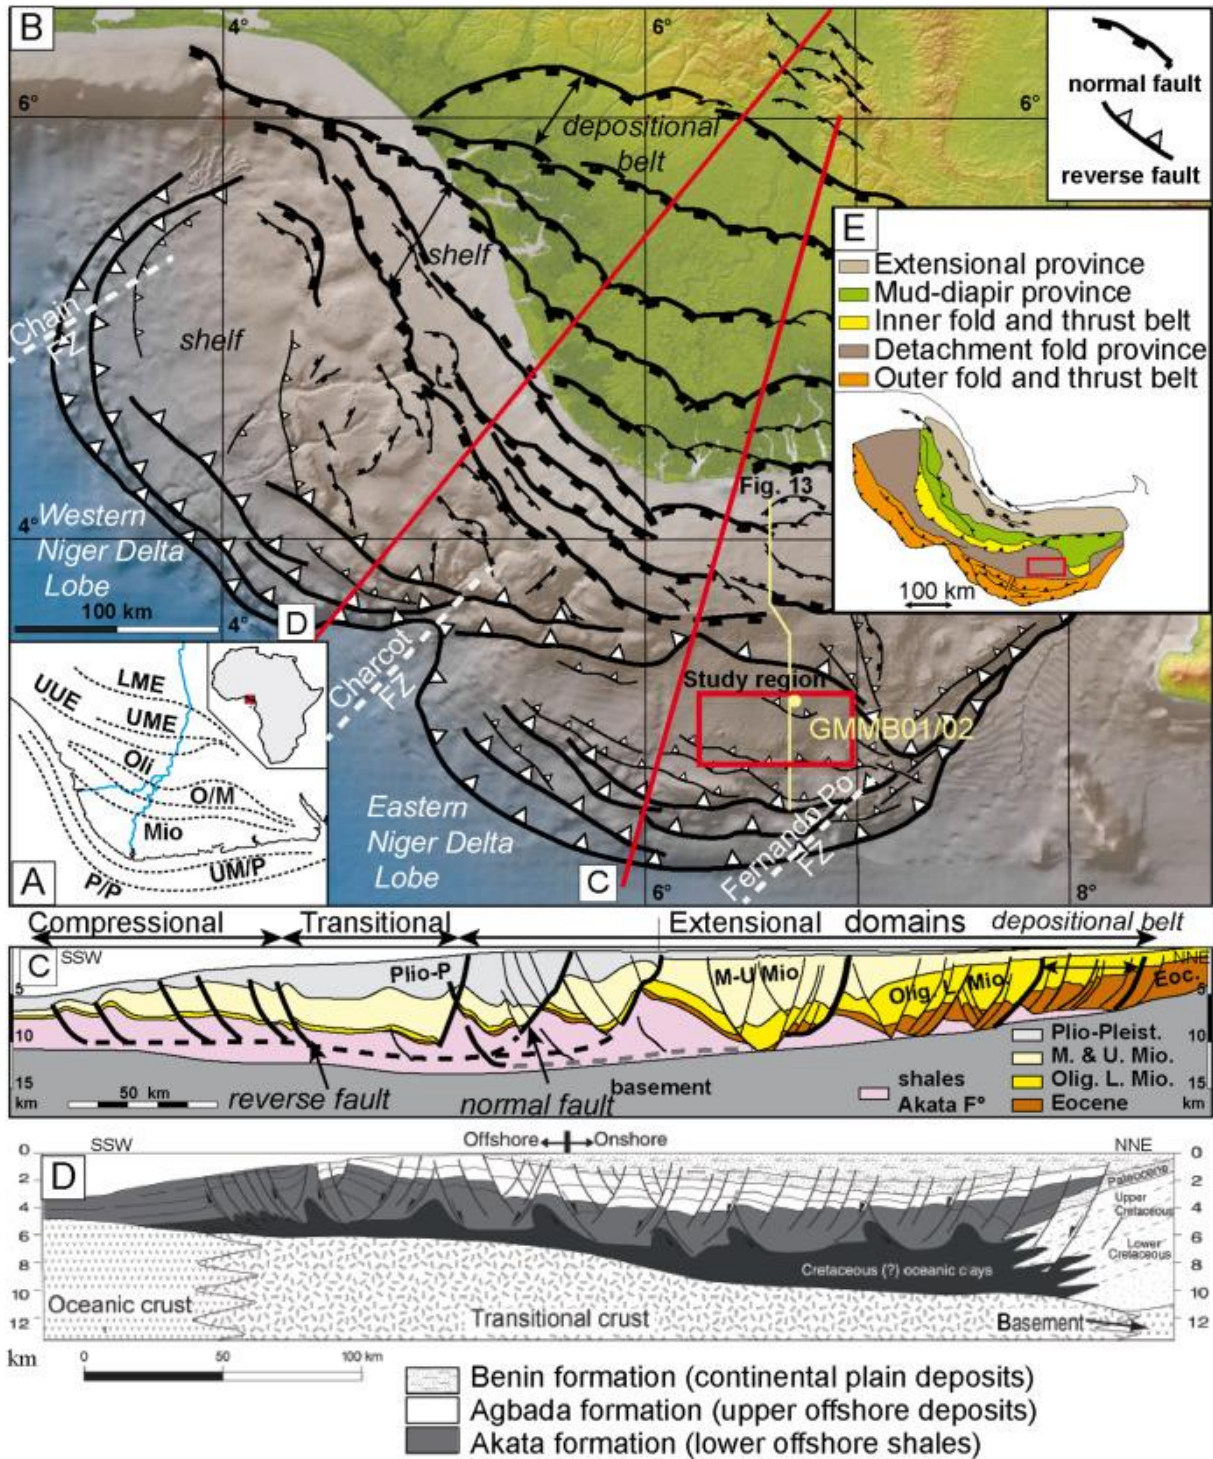 B
4°
6°
normal fault
reverse fault
6°
6°
depositional
belt
shelf
shelf
Chain
FZ
E
Extensional province
Mud-diapir province
Inner fold and thrust belt
Detachment fold province
Outer fold and thrust belt
100 km
Fig. 13
4°
Western
Niger Delta
Lobe
100 km
4°
D
Charcot
FZ
Study region
GMMB01/02
Eastern
Niger Delta
Lobe
Fernando Po
FZ
C
6°
8°
LME
UUE
UME
Oli
O/M
Mio
UM/P
P/P
A
Compressional
Transitional
Extensional domains
depositional belt
C
SSW
NNE
Plio-P
M-U Mio
Olig. L. Mio.
Eoc.
5
10
15
km
5
10
15
km
50 km
reverse fault
normal fault
basement
shales
Akata F°
Plio-Pleist.
M. & U. Mio.
Olig. L. Mio.
Eocene
Offshore
Onshore
SSW
NNE
D
0
2
4
6
8
10
12
km
0
2
4
6
8
10
12
Paleocene
Upper
Cretaceous
Lower
Cretaceous
Cretaceous (?) oceanic clays
Oceanic crust
Transitional crust
Basement
0
50
100 km
Benin formation (continental plain deposits)
Agbada formation (upper offshore deposits)
Akata formation (lower offshore shales)